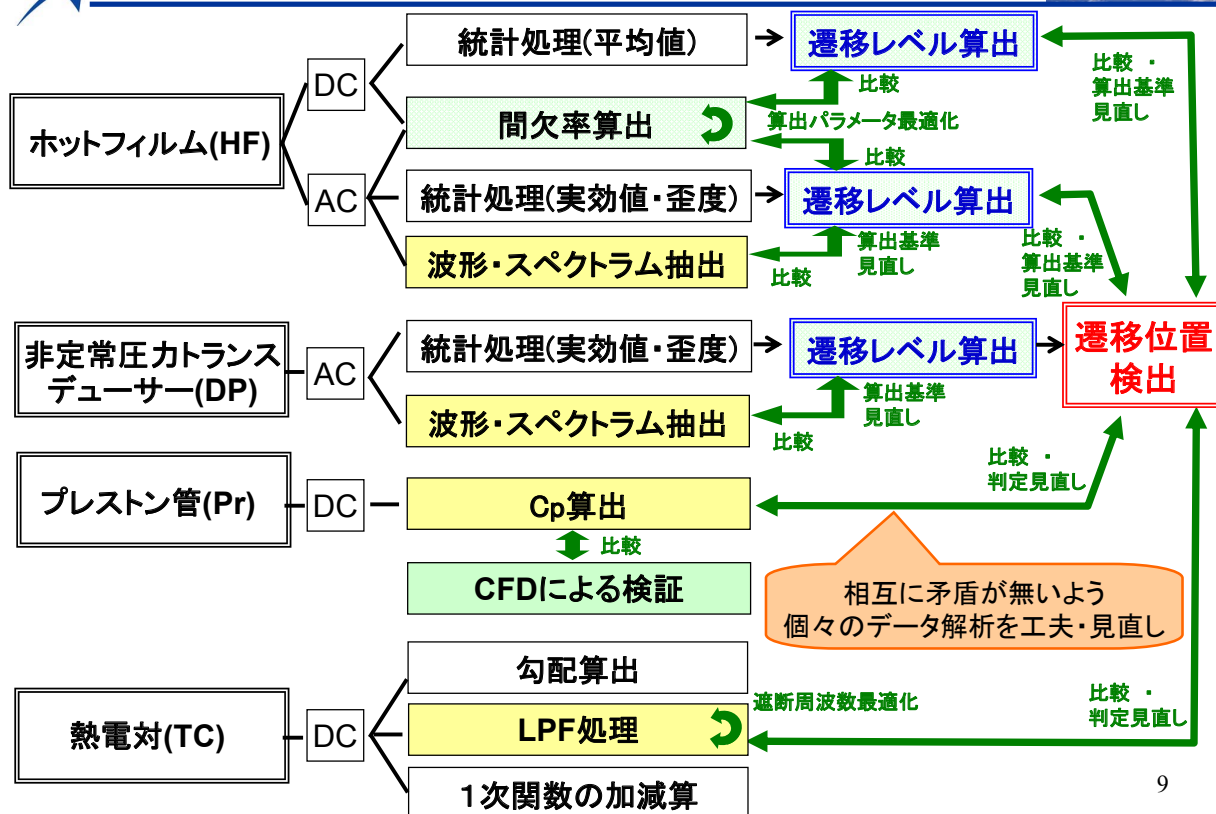 統計処理(平均値)
遷移レベル算出
比較 ・
算出基準
見直し
DC
比較
ホットフィルム(HF)
間欠率算出
算出パラメータ最適化
比較
AC
統計処理(実効値・歪度)
遷移レベル算出
波形・スペクトラム抽出
比較
算出基準
見直し
比較 ・
算出基準
見直し
非定常圧力トランス
デューサー(DP)
AC
統計処理(実効値・歪度)
遷移レベル算出
遷移位置
検出
波形・スペクトラム抽出
比較
算出基準
見直し
プレストン管(Pr)
DC
Cp算出
比較 ・
判定見直し
比較
CFDによる検証
相互に矛盾が無いよう
個々のデータ解析を工夫・見直し
熱電対(TC)
DC
勾配算出
LPF処理
遮断周波数最適化
比較 ・
判定見直し
1次関数の加減算
9